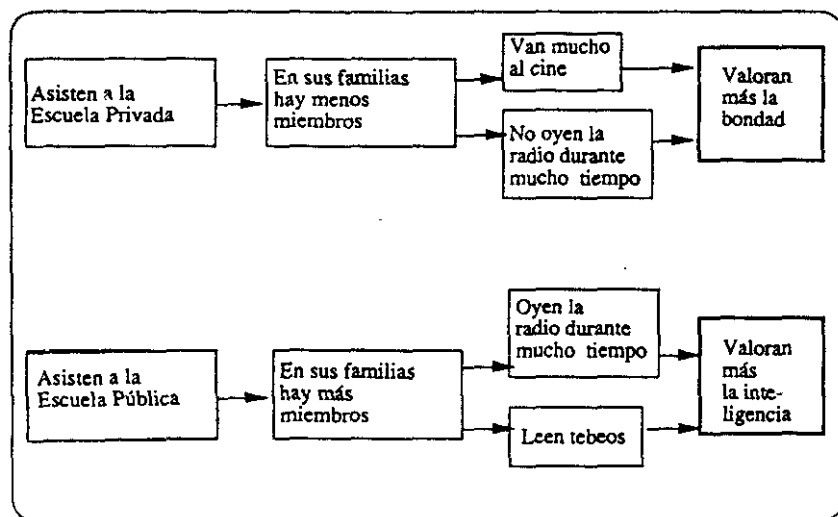 Asisten a la
Escuela Privada
En sus familias
hay menos
miembros
Van mucho
al cine
No oyen la
radio durante
mucho tiempo
Valoran
más la
bondad
Asisten a la
Escuela Pública
En sus familias
hay más
miembros
Oyen la
radio durante
mucho tiempo
Leen tebeos
Valoran
más
la inte-
ligencia